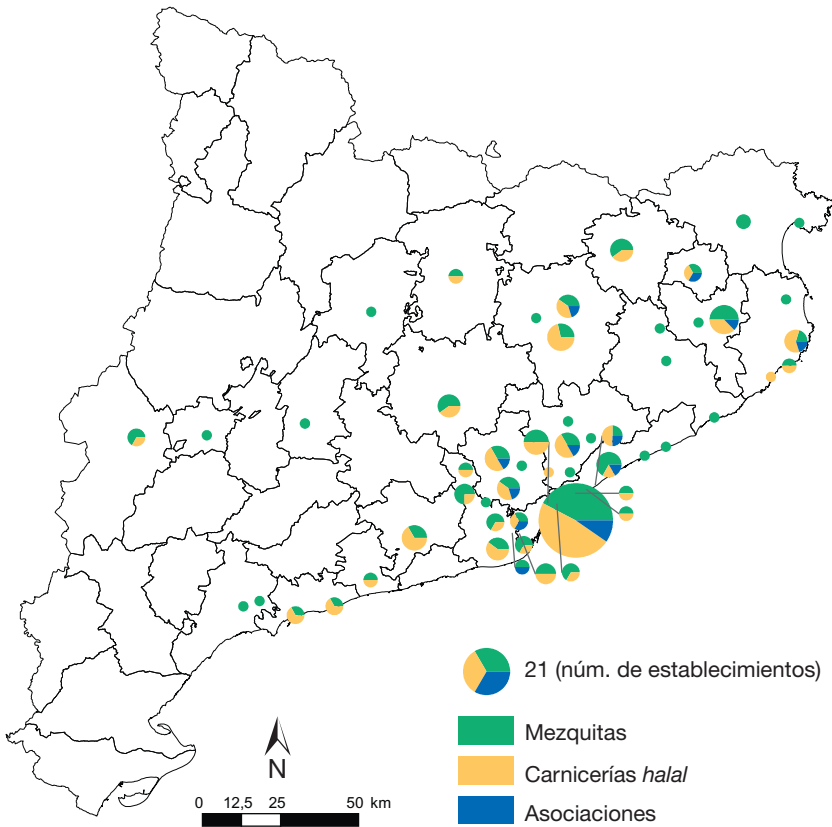 21 (núm. de establecimientos)
Mezquitas
Carnicerías halal
Asociaciones
N
0 12,5 25 50 km